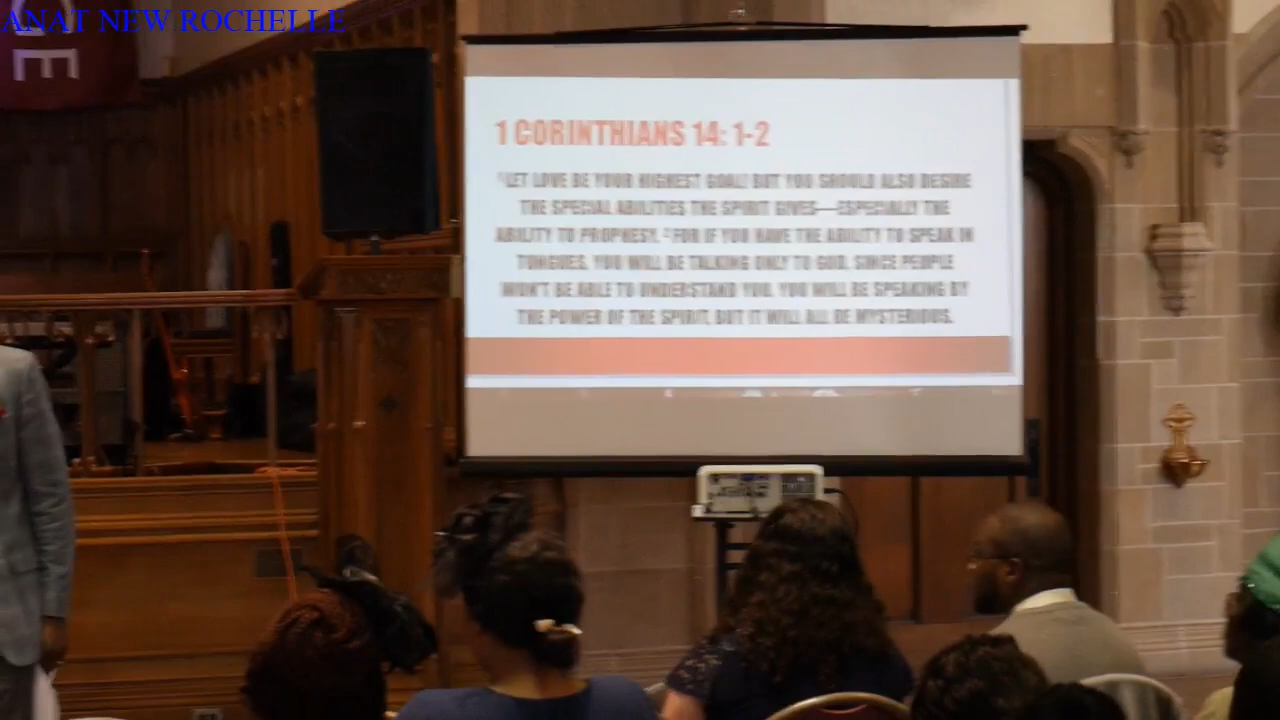 ANAT NEW ROCHELLE
GE
1 CORINTHIANS 14: 1-2
¹LET LOVE BE YOUR HIGHEST GOAL! BUT YOU SHOULD ALSO DESIRE
THE SPECIAL ABILITIES THE SPIRIT GIVES—ESPECIALLY THE
ABILITY TO PROPHESY. ² FOR IF YOU HAVE THE ABILITY TO SPEAK IN
TONGUES, YOU WILL BE TALKING ONLY TO GOD, SINCE PEOPLE
WON'T BE ABLE TO UNDERSTAND YOU. YOU WILL BE SPEAKING BY
THE POWER OF THE SPIRIT, BUT IT WILL ALL BE MYSTERIOUS.